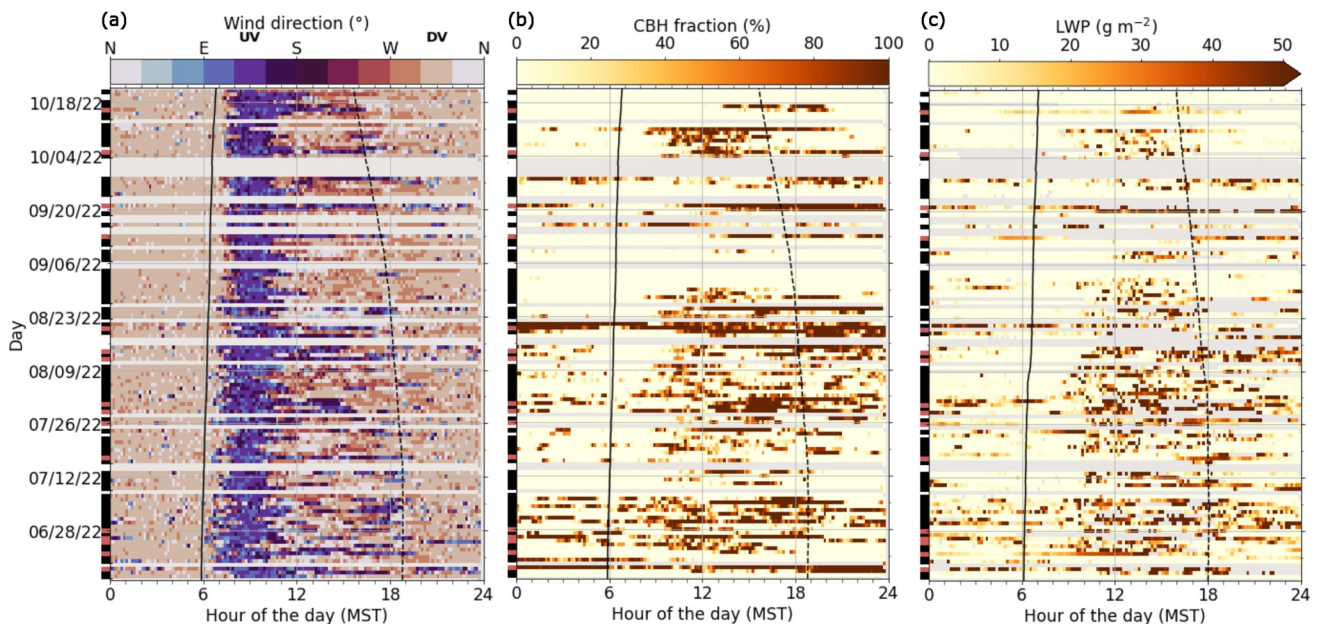 (a) Wind direction (°)
UV DV
N E S W N
10/18/22
10/04/22
09/20/22
09/06/22
08/23/22
08/09/22
07/26/22
07/12/22
06/28/22
Day
0 6 12 18 24
Hour of the day (MST)
(b) CBH fraction (%)
0 20 40 60 80 100
0 6 12 18 24
Hour of the day (MST)
(c) LWP (g m⁻²)
0 10 20 30 40 50
0 6 12 18 24
Hour of the day (MST)